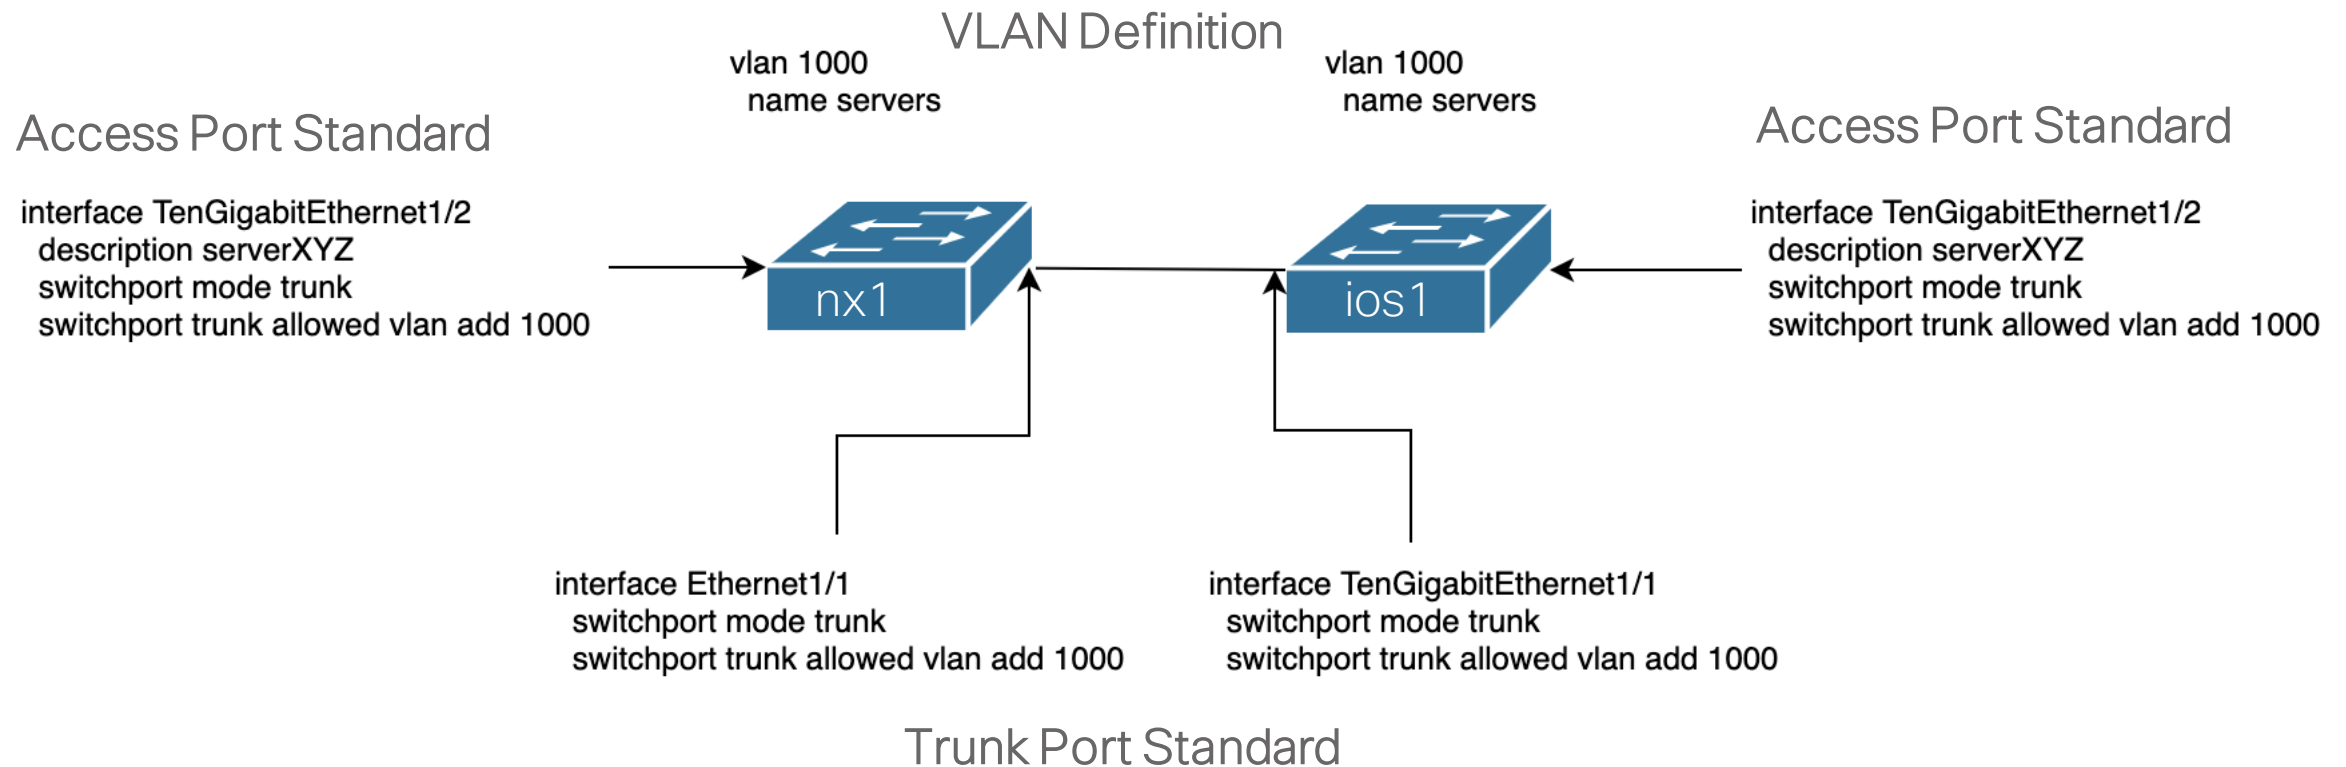 VLAN Definition
vlan 1000
name servers
vlan 1000
name servers
Access Port Standard
interface TenGigabitEthernet1/2
description serverXYZ
switchport mode trunk
switchport trunk allowed vlan add 1000
nx1
ios1
Access Port Standard
interface TenGigabitEthernet1/2
description serverXYZ
switchport mode trunk
switchport trunk allowed vlan add 1000
interface Ethernet1/1
switchport mode trunk
switchport trunk allowed vlan add 1000
interface TenGigabitEthernet1/1
switchport mode trunk
switchport trunk allowed vlan add 1000
Trunk Port Standard